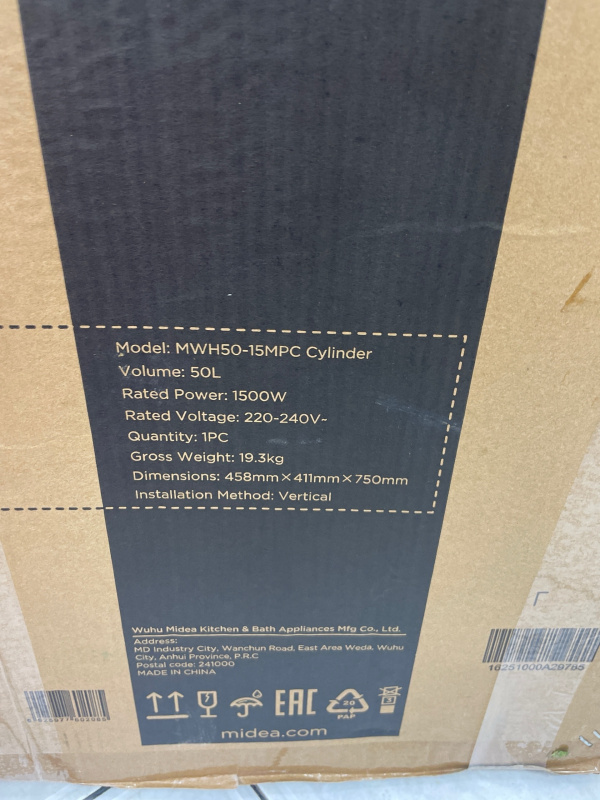 Model: MWH50-15MPC Cylinder
Volume: 50L
Rated Power: 1500W
Rated Voltage: 220-240V~
Quantity: 1PC
Gross Weight: 19.3kg
Dimensions: 458mm×411mm×750mm
Installation Method: Vertical
Wuhu Midea Kitchen & Bath Appliances Mfg Co., Ltd.
Address:
MD Industry City, Wanchun Road, East Area Weda, Wuhu
City, Anhui Province, P.R.C
Postal code: 241000
MADE IN CHINA
EAC
20
PAP
midea.com
16251000A29785